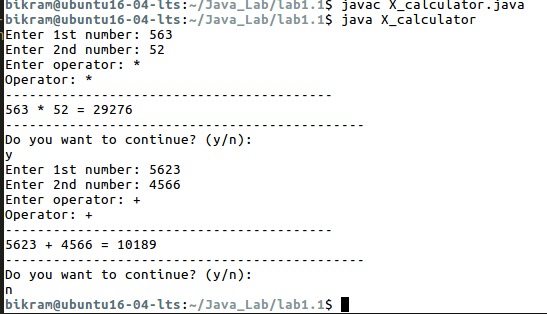 bikram@ubuntu16-04-lts:~/Java_Lab/lab1.1$ javac X_calculator.java
bikram@ubuntu16-04-lts:~/Java_Lab/lab1.1$ java X_calculator
Enter 1st number: 563
Enter 2nd number: 52
Enter operator: *
Operator: *
-----------------------------------------
563 * 52 = 29276
---------------------------------------------
Do you want to continue? (y/n):
y
Enter 1st number: 5623
Enter 2nd number: 4566
Enter operator: +
Operator: +
-----------------------------------------
5623 + 4566 = 10189
---------------------------------------------
Do you want to continue? (y/n):
n
bikram@ubuntu16-04-lts:~/Java_Lab/lab1.1$